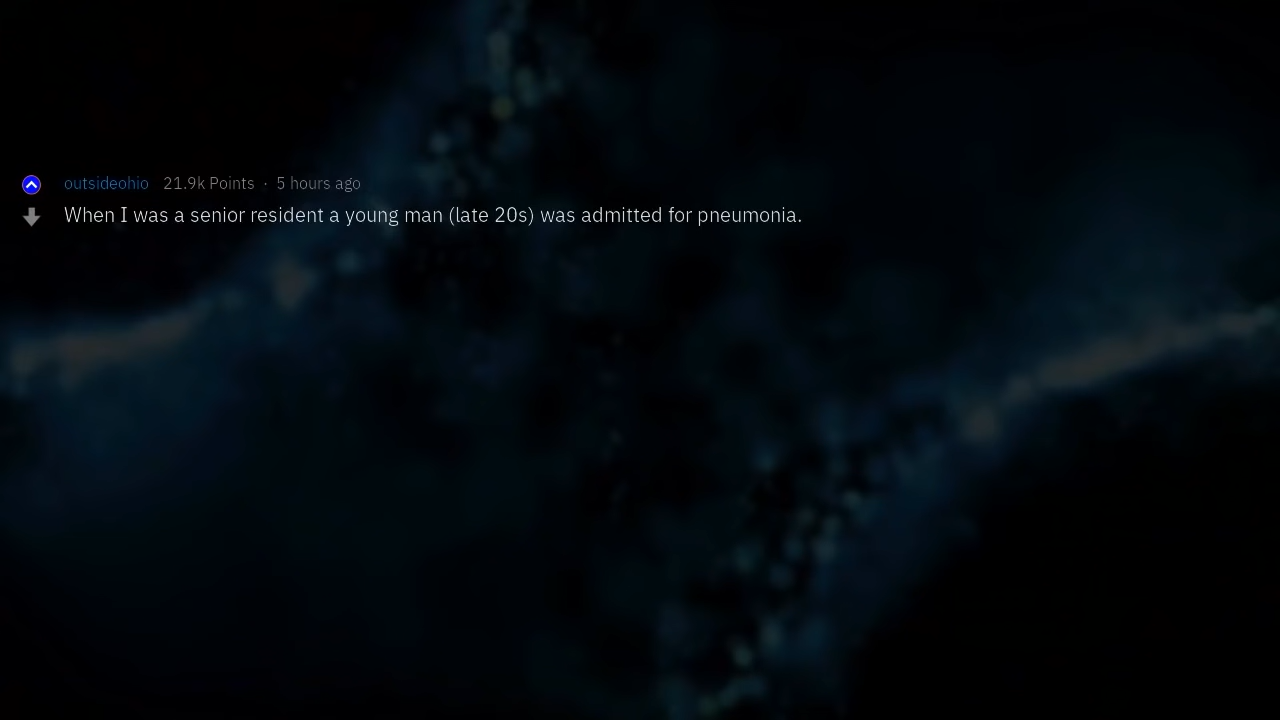 outsideohio 21.9k Points · 5 hours ago
When I was a senior resident a young man (late 20s) was admitted for pneumonia.